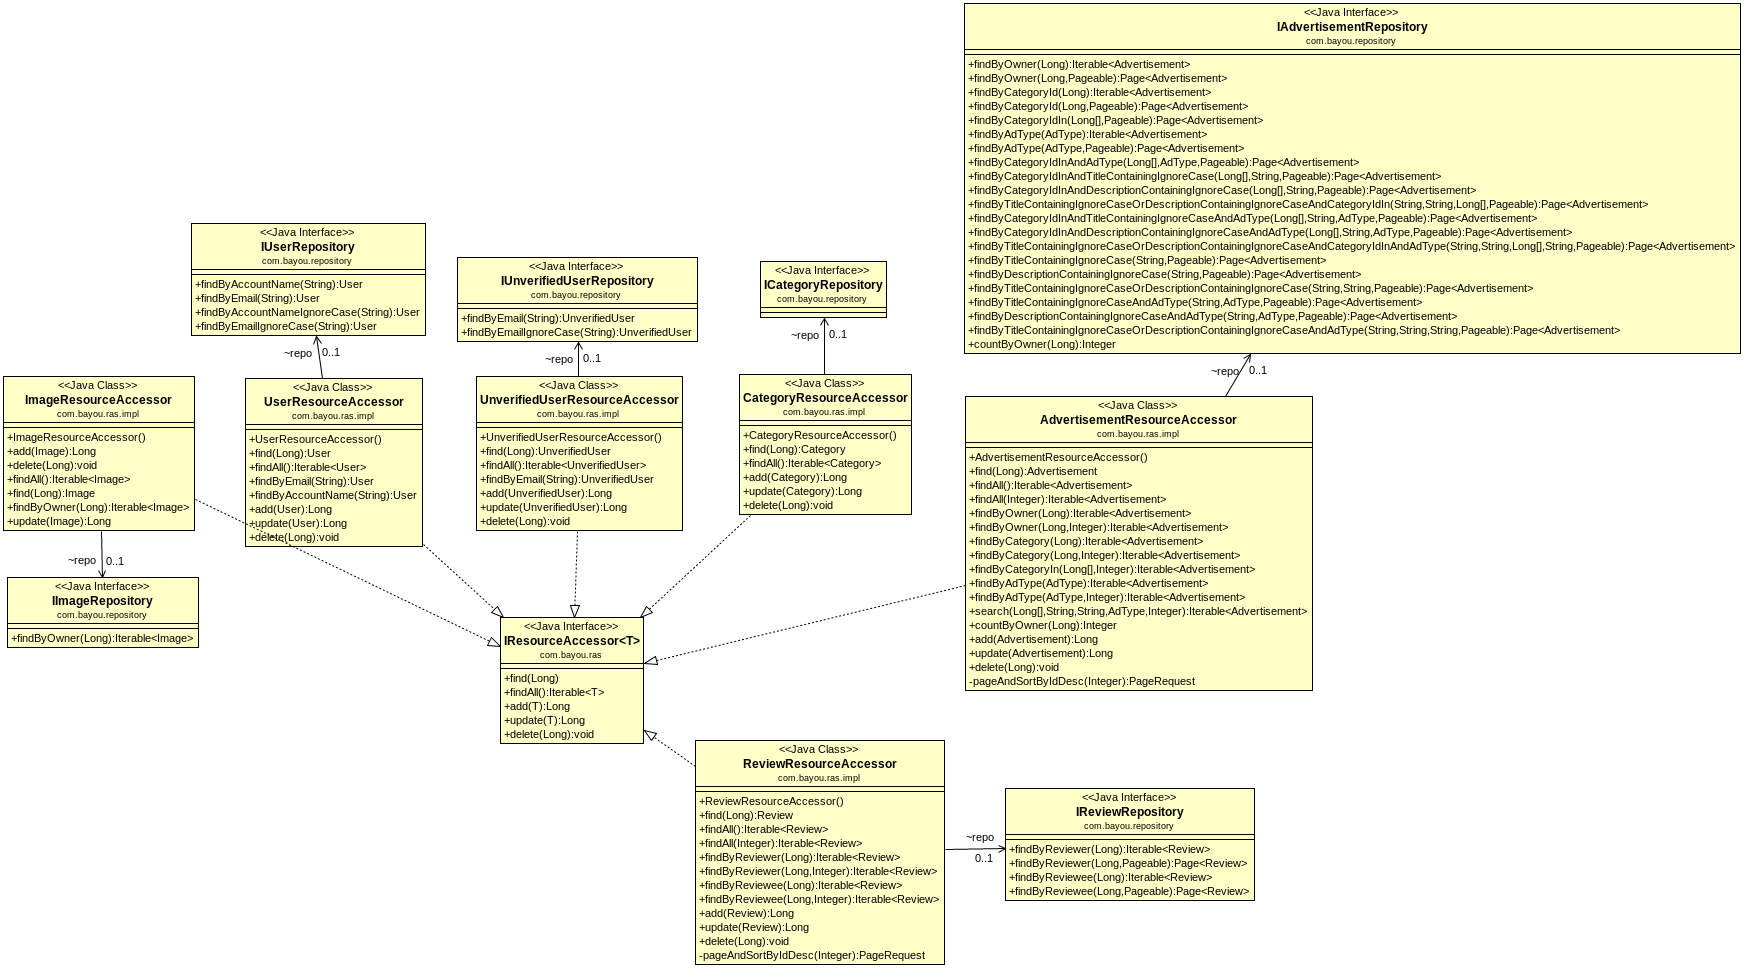 <<Java Interface>>
IAdvertisementRepository
com.bayou.repository
+findByOwner(Long):Iterable<Advertisement>
+findByOwner(Long,Pageable):Page<Advertisement>
+findByCategoryId(Long):Iterable<Advertisement>
+findByCategoryId(Long,Pageable):Page<Advertisement>
+findByCategoryIdIn(Long[],Pageable):Page<Advertisement>
+findByAdType(AdType):Iterable<Advertisement>
+findByAdType(AdType,Pageable):Page<Advertisement>
+findByCategoryIdInAndAdType(Long[],AdType,Pageable):Page<Advertisement>
+findByCategoryIdInAndTitleContainingIgnoreCase(Long[],String,Pageable):Page<Advertisement>
+findByCategoryIdInAndDescriptionContainingIgnoreCase(Long[],String,Pageable):Page<Advertisement>
+findByTitleContainingIgnoreCaseOrDescriptionContainingIgnoreCaseAndCategoryIdIn(String,String,Long[],Pageable):Page<Advertisement>
+findByCategoryIdInAndTitleContainingIgnoreCaseAndAdType(Long[],String,AdType,Pageable):Page<Advertisement>
+findByCategoryIdInAndDescriptionContainingIgnoreCaseAndAdType(Long[],String,AdType,Pageable):Page<Advertisement>
+findByTitleContainingIgnoreCaseOrDescriptionContainingIgnoreCaseAndCategoryIdInAndAdType(String,String,Long[],String,Pageable):Page<Advertisement>
+findByTitleContainingIgnoreCase(String,Pageable):Page<Advertisement>
+findByDescriptionContainingIgnoreCase(String,Pageable):Page<Advertisement>
+findByTitleContainingIgnoreCaseOrDescriptionContainingIgnoreCase(String,String,Pageable):Page<Advertisement>
+findByTitleContainingIgnoreCaseAndAdType(String,AdType,Pageable):Page<Advertisement>
+findByDescriptionContainingIgnoreCaseAndAdType(String,AdType,Pageable):Page<Advertisement>
+findByTitleContainingIgnoreCaseOrDescriptionContainingIgnoreCaseAndAdType(String,String,String,Pageable):Page<Advertisement>
+countByOwner(Long):Integer
<<Java Interface>>
IUserRepository
com.bayou.repository
+findByAccountName(String):User
+findByEmail(String):User
+findByAccountNameIgnoreCase(String):User
+findByEmailIgnoreCase(String):User
<<Java Interface>>
IUnverifiedUserRepository
com.bayou.repository
+findByEmail(String):UnverifiedUser
+findByEmailIgnoreCase(String):UnverifiedUser
<<Java Interface>>
ICategoryRepository
com.bayou.repository
~repo 0..1
~repo 0..1
~repo 0..1
~repo 0..1
<<Java Class>>
ImageResourceAccessor
com.bayou.ras.impl
+ImageResourceAccessor()
+add(Image):Long
+delete(Long):void
+findAll():Iterable<Image>
+find(Long):Image
+findByOwner(Long):Iterable<Image>
+update(Image):Long
<<Java Class>>
UserResourceAccessor
com.bayou.ras.impl
+UserResourceAccessor()
+find(Long):User
+findAll():Iterable<User>
+findByEmail(String):User
+findByAccountName(String):User
+add(User):Long
+update(User):Long
+delete(Long):void
<<Java Class>>
UnverifiedUserResourceAccessor
com.bayou.ras.impl
+UnverifiedUserResourceAccessor()
+find(Long):UnverifiedUser
+findAll():Iterable<UnverifiedUser>
+findByEmail(String):UnverifiedUser
+add(UnverifiedUser):Long
+update(UnverifiedUser):Long
+delete(Long):void
<<Java Class>>
CategoryResourceAccessor
com.bayou.ras.impl
+CategoryResourceAccessor()
+find(Long):Category
+findAll():Iterable<Category>
+add(Category):Long
+update(Category):Long
+delete(Long):void
<<Java Class>>
AdvertisementResourceAccessor
com.bayou.ras.impl
+AdvertisementResourceAccessor()
+find(Long):Advertisement
+findAll():Iterable<Advertisement>
+findAll(Integer):Iterable<Advertisement>
+findByOwner(Long):Iterable<Advertisement>
+findByOwner(Long,Integer):Iterable<Advertisement>
+findByCategory(Long):Iterable<Advertisement>
+findByCategory(Long,Integer):Iterable<Advertisement>
+findByCategoryIn(Long[],Integer):Iterable<Advertisement>
+findByAdType(AdType):Iterable<Advertisement>
+findByAdType(AdType,Integer):Iterable<Advertisement>
+search(Long[],String,String,AdType,Integer):Iterable<Advertisement>
+countByOwner(Long):Integer
+add(Advertisement):Long
+update(Advertisement):Long
+delete(Long):void
-pageAndSortByIdDesc(Integer):PageRequest
~repo 0..1
<<Java Interface>>
IImageRepository
com.bayou.repository
+findByOwner(Long):Iterable<Image>
<<Java Interface>>
IResourceAccessor<T>
com.bayou.ras
+find(Long)
+findAll():Iterable<T>
+add(T):Long
+update(T):Long
+delete(Long):void
<<Java Class>>
ReviewResourceAccessor
com.bayou.ras.impl
+ReviewResourceAccessor()
+find(Long):Review
+findAll():Iterable<Review>
+findAll(Integer):Iterable<Review>
+findByReviewer(Long):Iterable<Review>
+findByReviewer(Long,Integer):Iterable<Review>
+findByReviewee(Long):Iterable<Review>
+findByReviewee(Long,Integer):Iterable<Review>
+add(Review):Long
+update(Review):Long
+delete(Long):void
-pageAndSortByIdDesc(Integer):PageRequest
~repo
0..1
<<Java Interface>>
IReviewRepository
com.bayou.repository
+findByReviewer(Long):Iterable<Review>
+findByReviewer(Long,Pageable):Page<Review>
+findByReviewee(Long):Iterable<Review>
+findByReviewee(Long,Pageable):Page<Review>